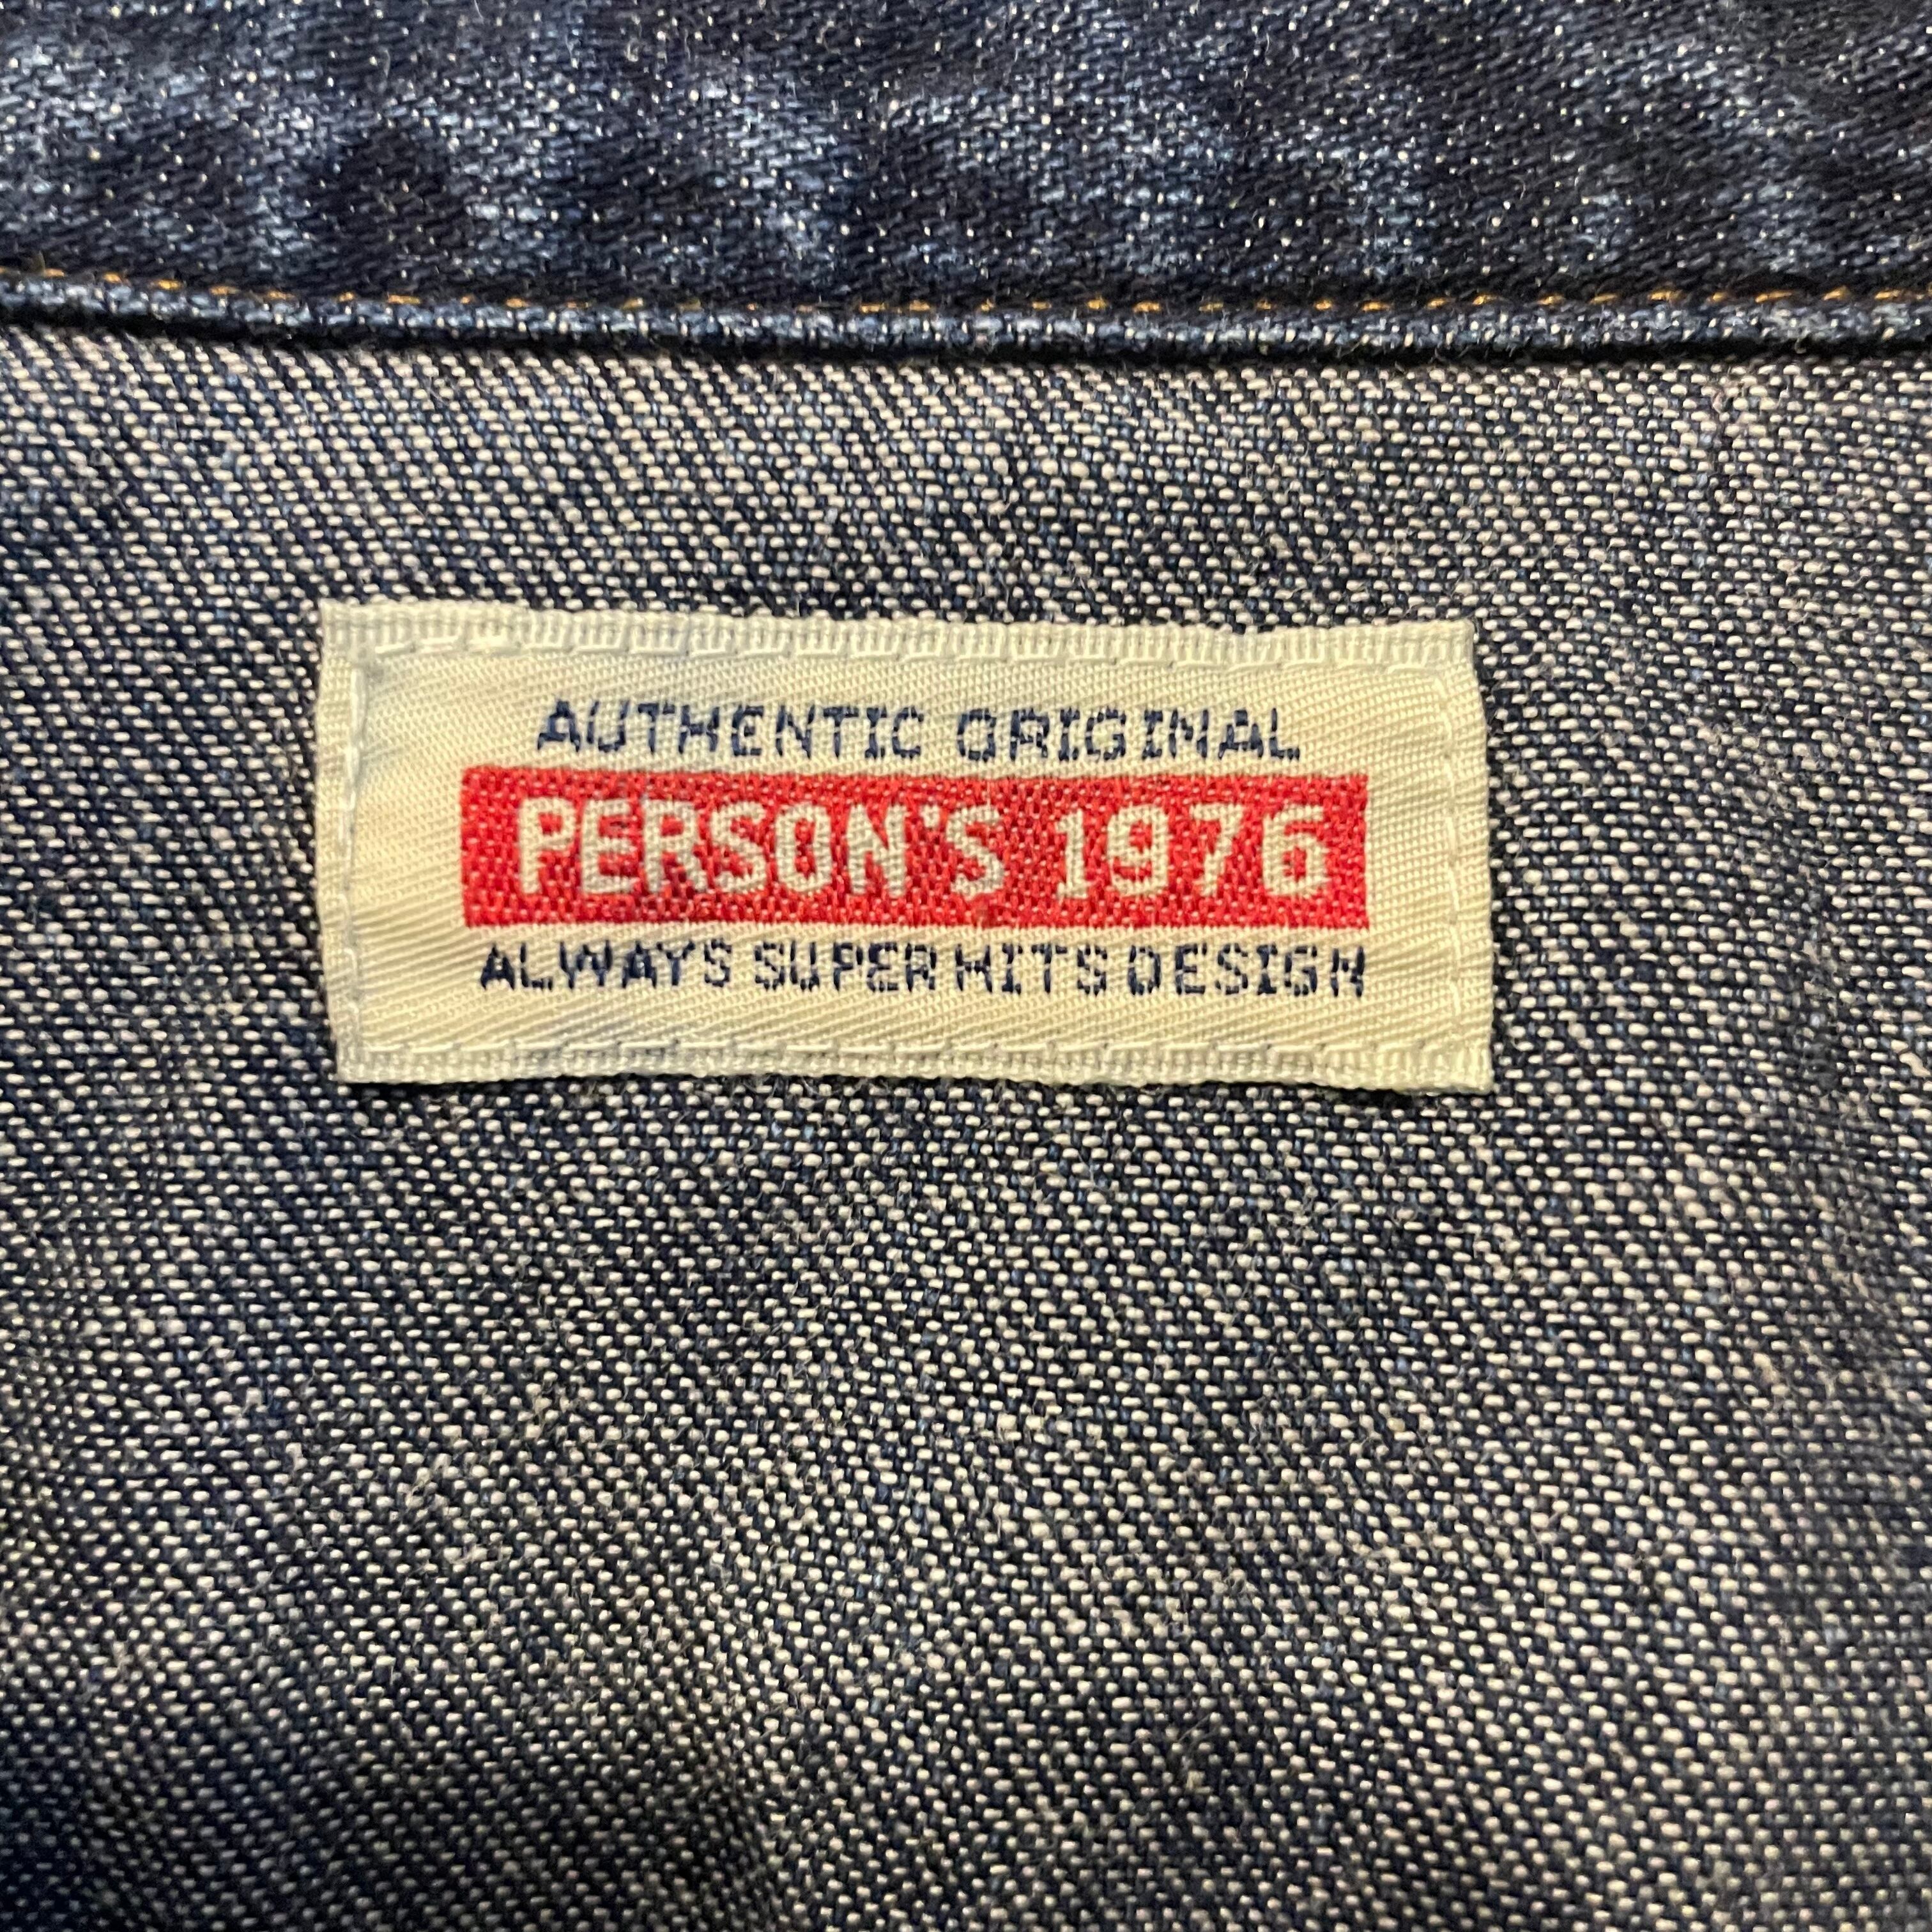 AUTHENTIC ORIGINAL
PERSON'S 1976
ALWAYS SUPER HITS DESIGN